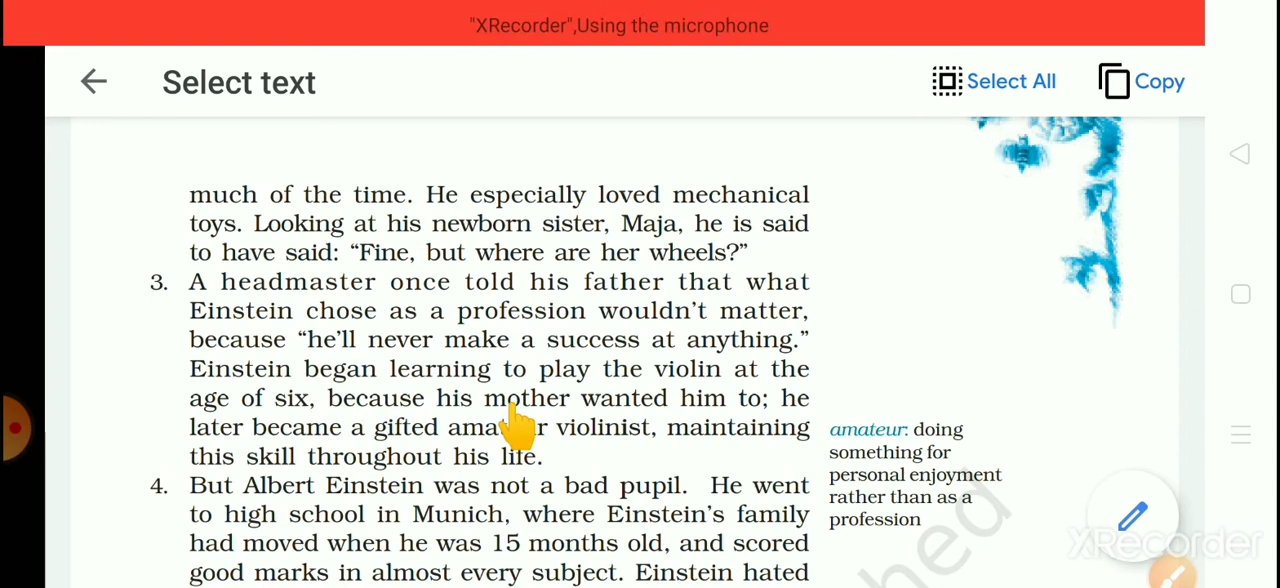 "XRecorder",Using the microphone
Select text
Select All
Copy
much of the time. He especially loved mechanical
toys. Looking at his newborn sister, Maja, he is said
to have said: “Fine, but where are her wheels?”
3. A headmaster once told his father that what
Einstein chose as a profession wouldn’t matter,
because “he’ll never make a success at anything.”
Einstein began learning to play the violin at the
age of six, because his mother wanted him to; he
later became a gifted amateur violinist, maintaining
this skill throughout his life.
4. But Albert Einstein was not a bad pupil. He went
to high school in Munich, where Einstein’s family
had moved when he was 15 months old, and scored
good marks in almost every subject. Einstein hated
amateur: doing
something for
personal enjoyment
rather than as a
profession
XRecorder